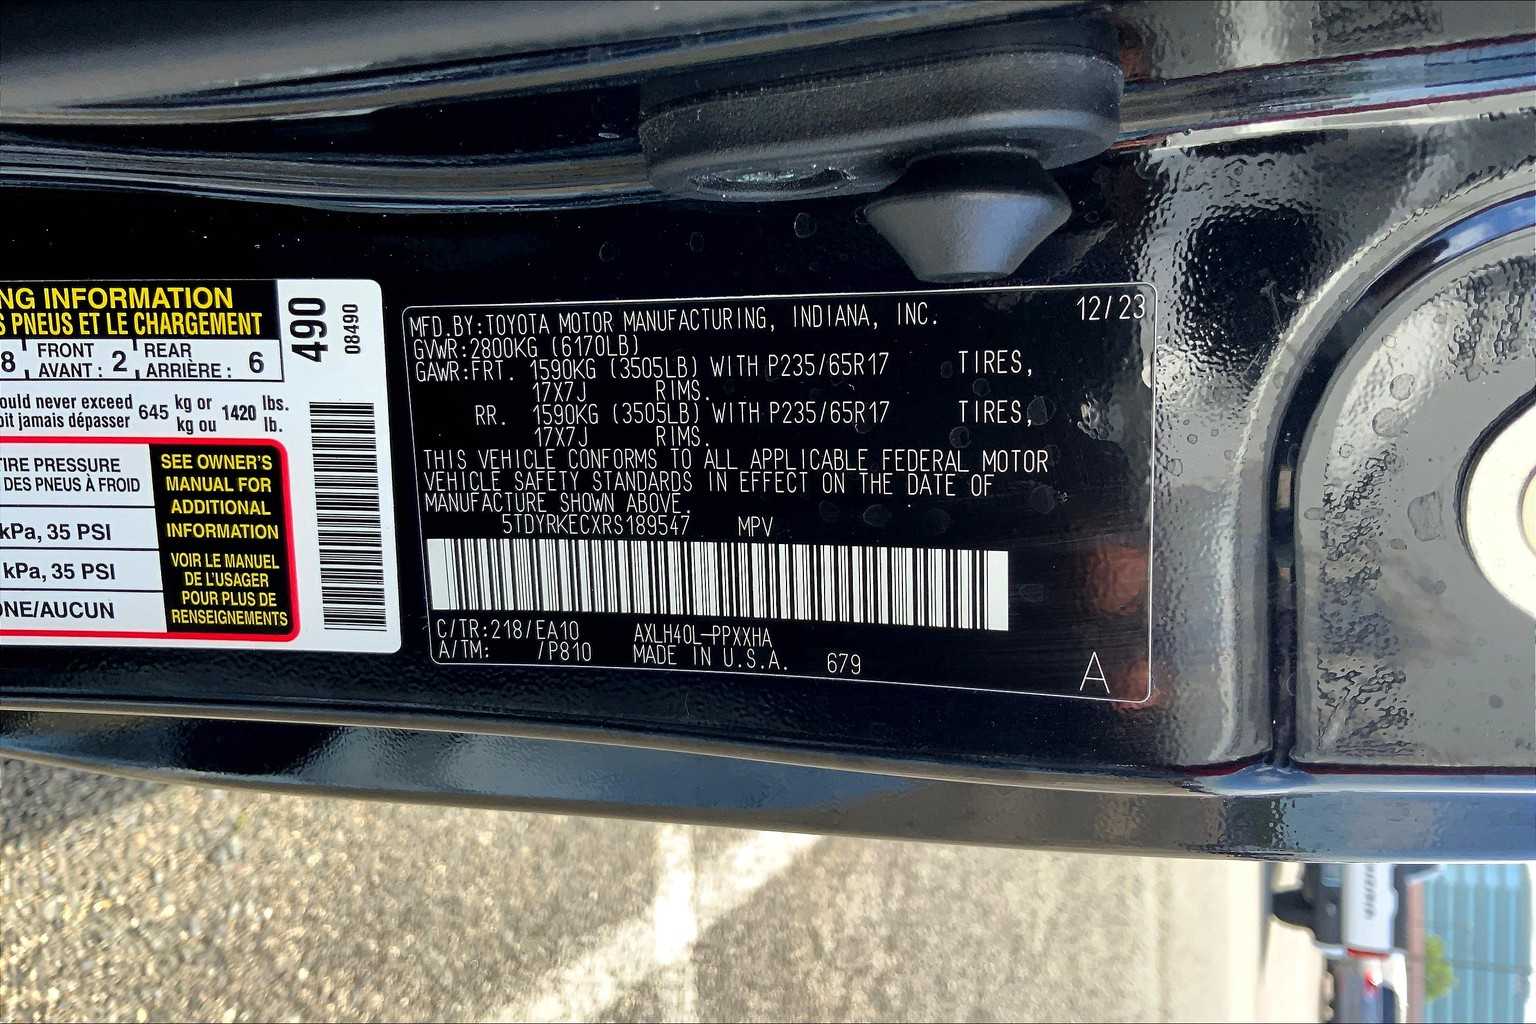 NG INFORMATION
S PNEUS ET LE CHARGEMENT
8 FRONT AVANT : 2 REAR ARRIÈRE : 6
ould never exceed 645 kg or 1420 lbs.
oit jamais dépasser kg ou lb.
TIRE PRESSURE
DES PNEUS À FROID
kPa, 35 PSI
kPa, 35 PSI
ONE/AUCUN
SEE OWNER'S
MANUAL FOR
ADDITIONAL
INFORMATION
VOIR LE MANUEL
DE L'USAGER
POUR PLUS DE
RENSEIGNEMENTS
490
08490
MFD.BY:TOYOTA MOTOR MANUFACTURING, INDIANA, INC. 12/23
GVWR:2800KG (6170LB)
GAWR:FRT. 1590KG (3505LB) WITH P235/65R17 TIRES,
17X7J RIMS.
RR. 1590KG (3505LB) WITH P235/65R17 TIRES,
17X7J RIMS.
THIS VEHICLE CONFORMS TO ALL APPLICABLE FEDERAL MOTOR
VEHICLE SAFETY STANDARDS IN EFFECT ON THE DATE OF
MANUFACTURE SHOWN ABOVE.
5TDYRKECXRS189547 MPV
C/TR:218/EA10 AXLH40L-PPXXHA
A/TM: /P810 MADE IN U.S.A. 679
A